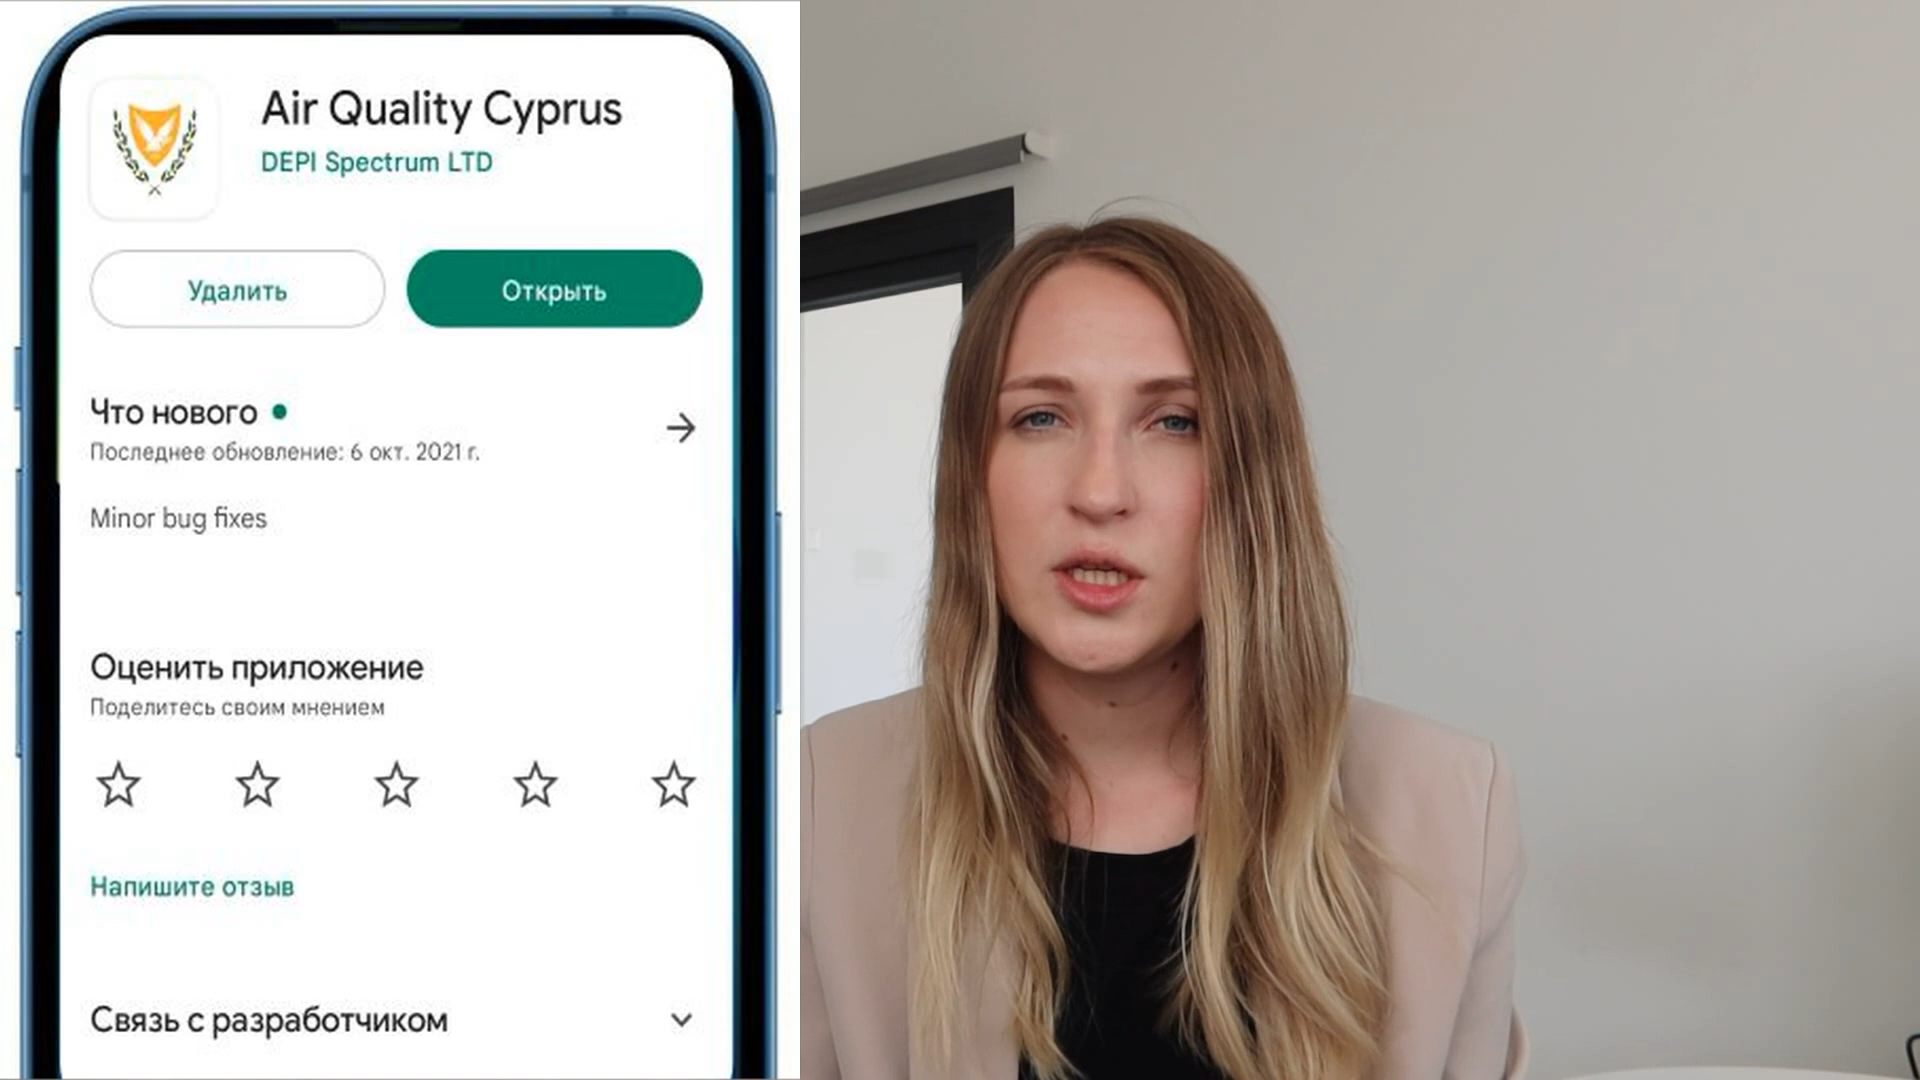 Air Quality Cyprus
DEPI Spectrum LTD
Удалить
Открыть
Что нового
Последнее обновление: 6 окт. 2021 г.
Minor bug fixes
Оценить приложение
Поделитесь своим мнением
Напишите отзыв
Связь с разработчиком